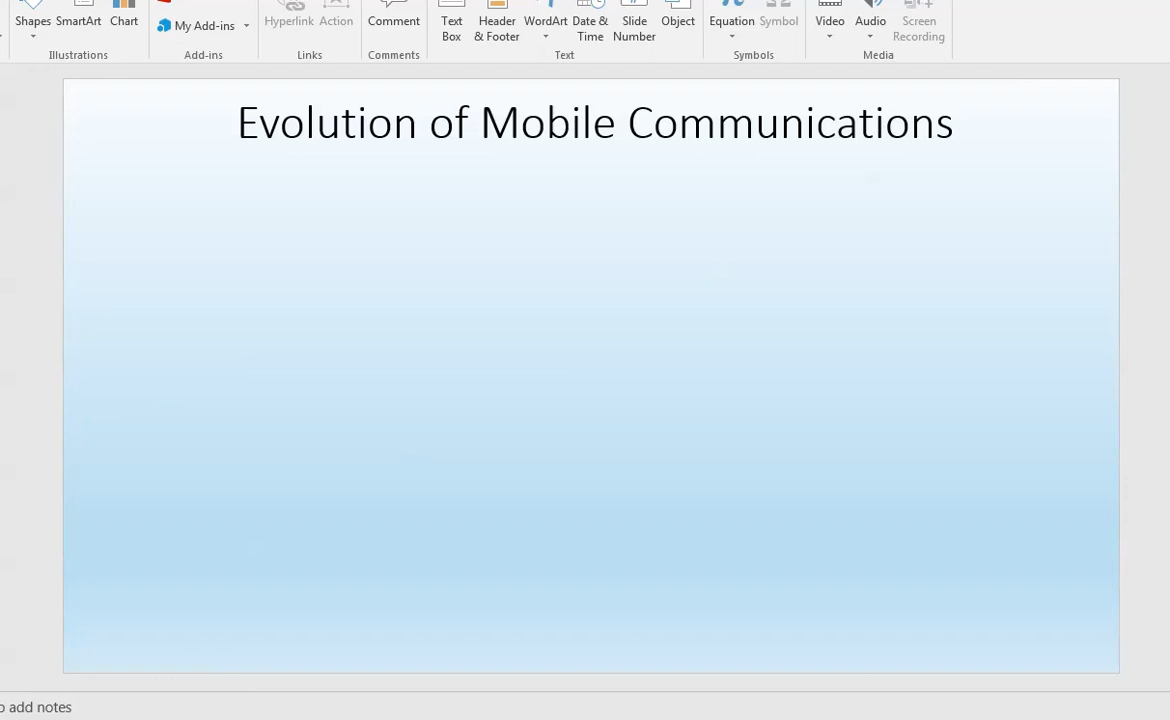 Shapes SmartArt Chart My Add-ins Hyperlink Action Comment Text Box Header & Footer WordArt Date & Time Slide Number Object Equation Symbol Video Audio Screen Recording
Illustrations Add-ins Links Comments Text Symbols Media
Evolution of Mobile Communications
add notes